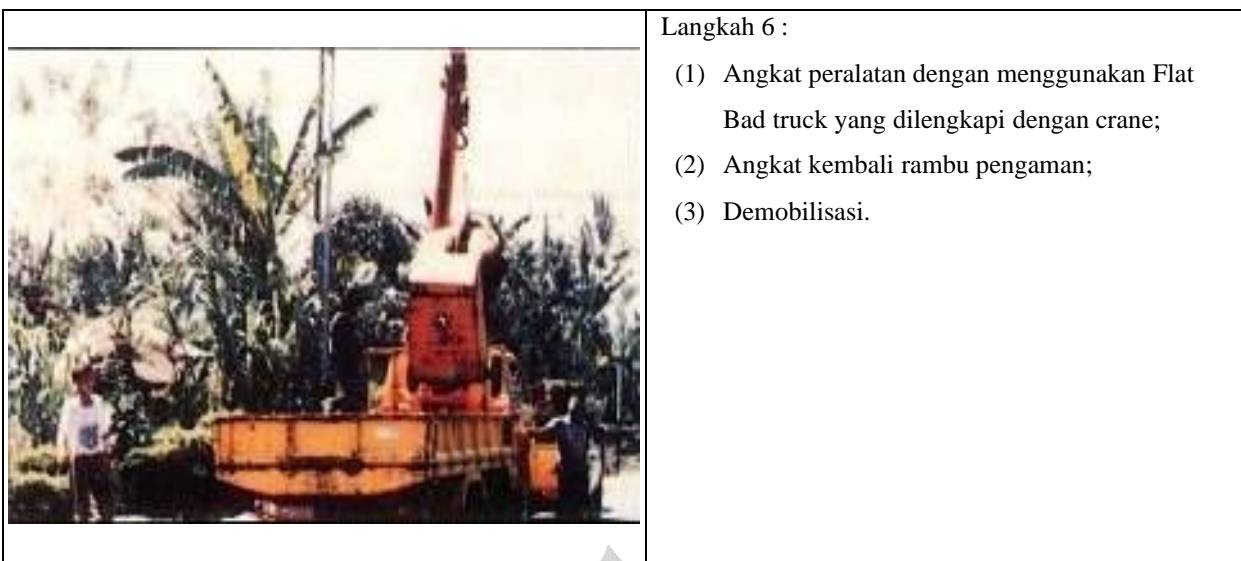 Langkah 6 :
(1) Angkat peralatan dengan menggunakan Flat
Bad truck yang dilengkapi dengan crane;
(2) Angkat kembali rambu pengaman;
(3) Demobilisasi.